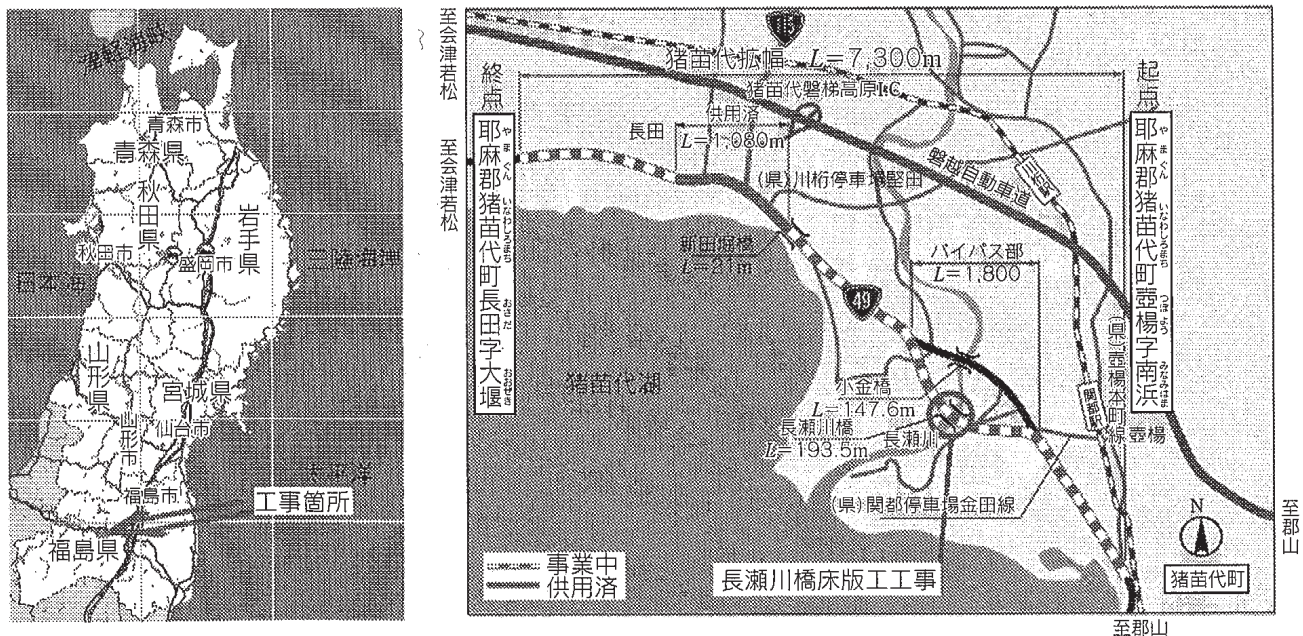 津軽海峡
青森市
青森県
秋田県
岩手県
秋田市
盛岡市
三陸海岸
日本海
山形県
宮城県
山形市
仙台市
太平洋
福島市
工事箇所
福島県
至会津若松
115
猪苗代拡幅 L=7,300m
終点
起点
猪苗代磐梯高原I.C
供用済
長田
L=1,080m
至会津若松
耶麻郡猪苗代町長田字大堰
やまぐんいなわしろまちおさだおおぜき
磐越自動車道
(県)川桁停車場堅田
耶麻郡猪苗代町壺楊字南浜
やまぐんいなわしろまちつぼようみなみはま
新田堀橋
L=21m
バイパス部
L=1,800
49
猪苗代湖
小金橋
L=147.6m
長瀬川橋
L=193.5m
長瀬川
(県)壺楊本町線
壺楊
(県)関都停車場金田線
事業中
供用済
長瀬川橋床版工工事
N
猪苗代町
至郡山
至郡山